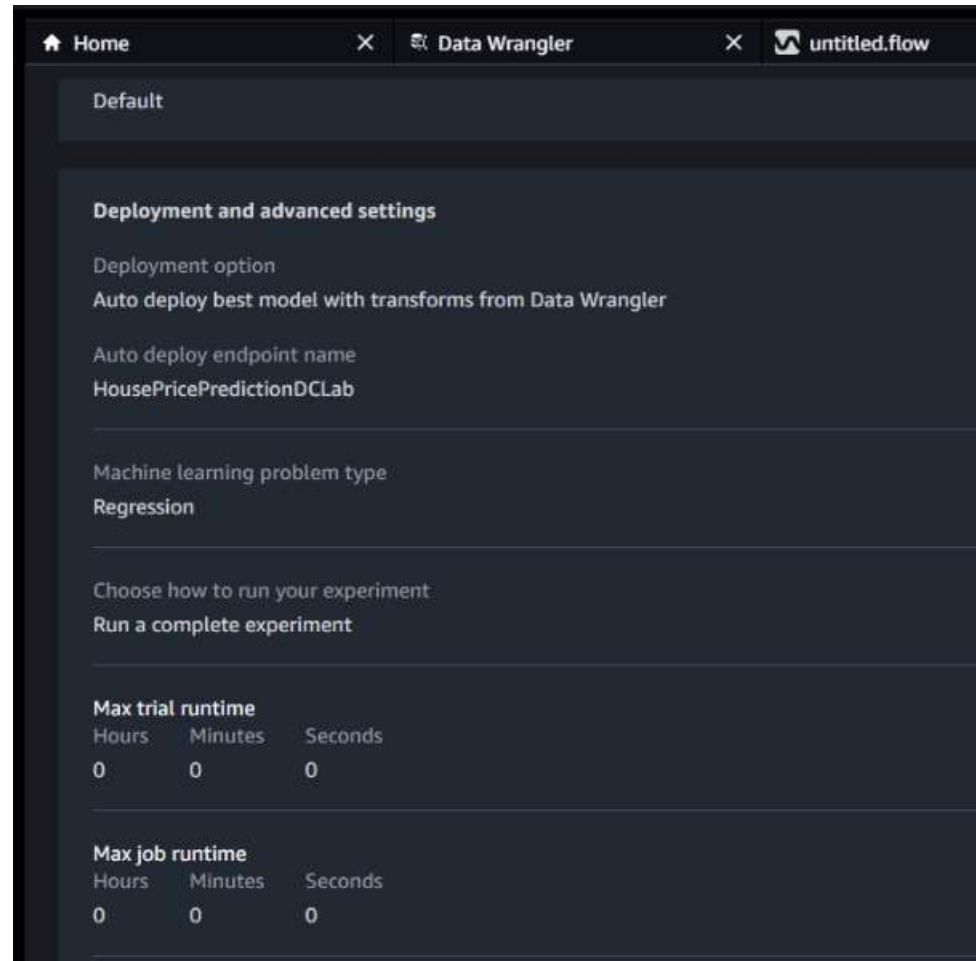 Home
Data Wrangler
untitled.flow
Default
Deployment and advanced settings
Deployment option
Auto deploy best model with transforms from Data Wrangler
Auto deploy endpoint name
HousePricePredictionDCLab
Machine learning problem type
Regression
Choose how to run your experiment
Run a complete experiment
Max trial runtime
Hours Minutes Seconds
0 0 0
Max job runtime
Hours Minutes Seconds
0 0 0